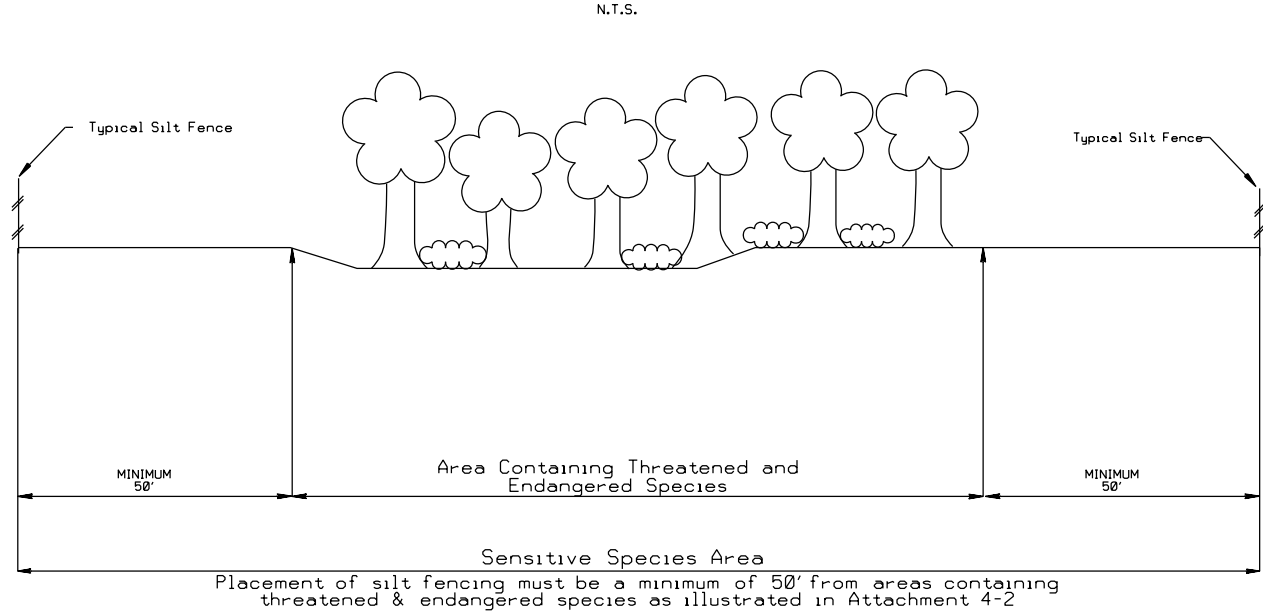 N.T.S.
Typical Silt Fence
Typical Silt Fence
Area Containing Threatened and
Endangered Species
MINIMUM
50'
MINIMUM
50'
Sensitive Species Area
Placement of silt fencing must be a minimum of 50' from areas containing
threatened & endangered species as illustrated in Attachment 4-2